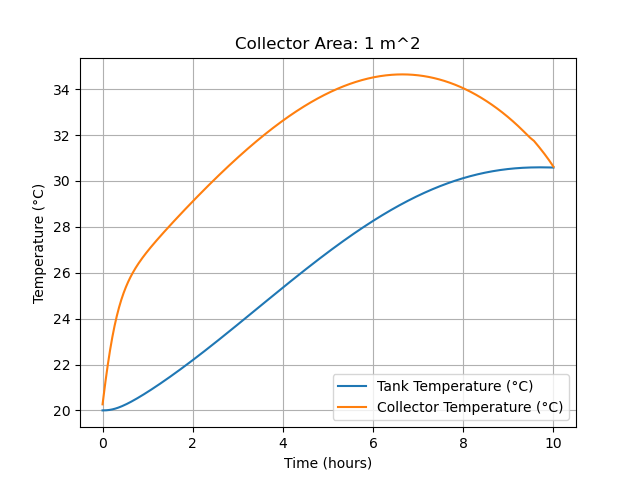 Collector Area: 1 m^2
Temperature (°C)
34
32
30
28
26
24
22
20
Tank Temperature (°C)
Collector Temperature (°C)
0
2
4
6
8
10
Time (hours)